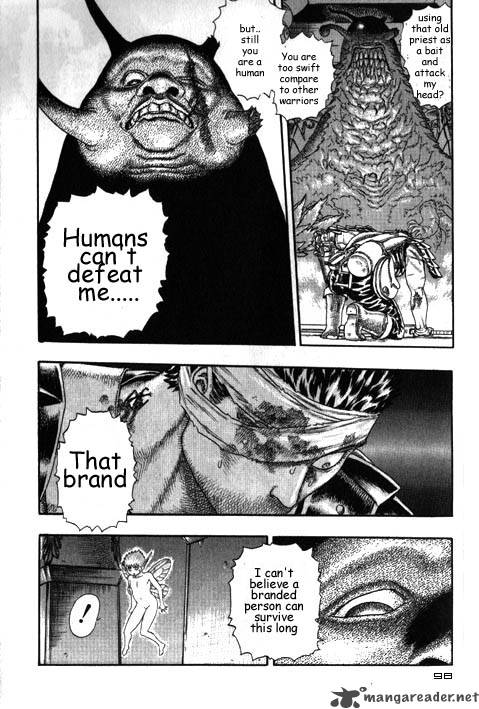 using
that old
priest as
a bait
and
attack
my
head?
You are
too swift
compare
to other
warriors
but..
still
you
are a
human
Humans
can't
defeat
me.....
That
brand
!
I can't
believe a
branded
person can
survive
this long
98
mangareader.net